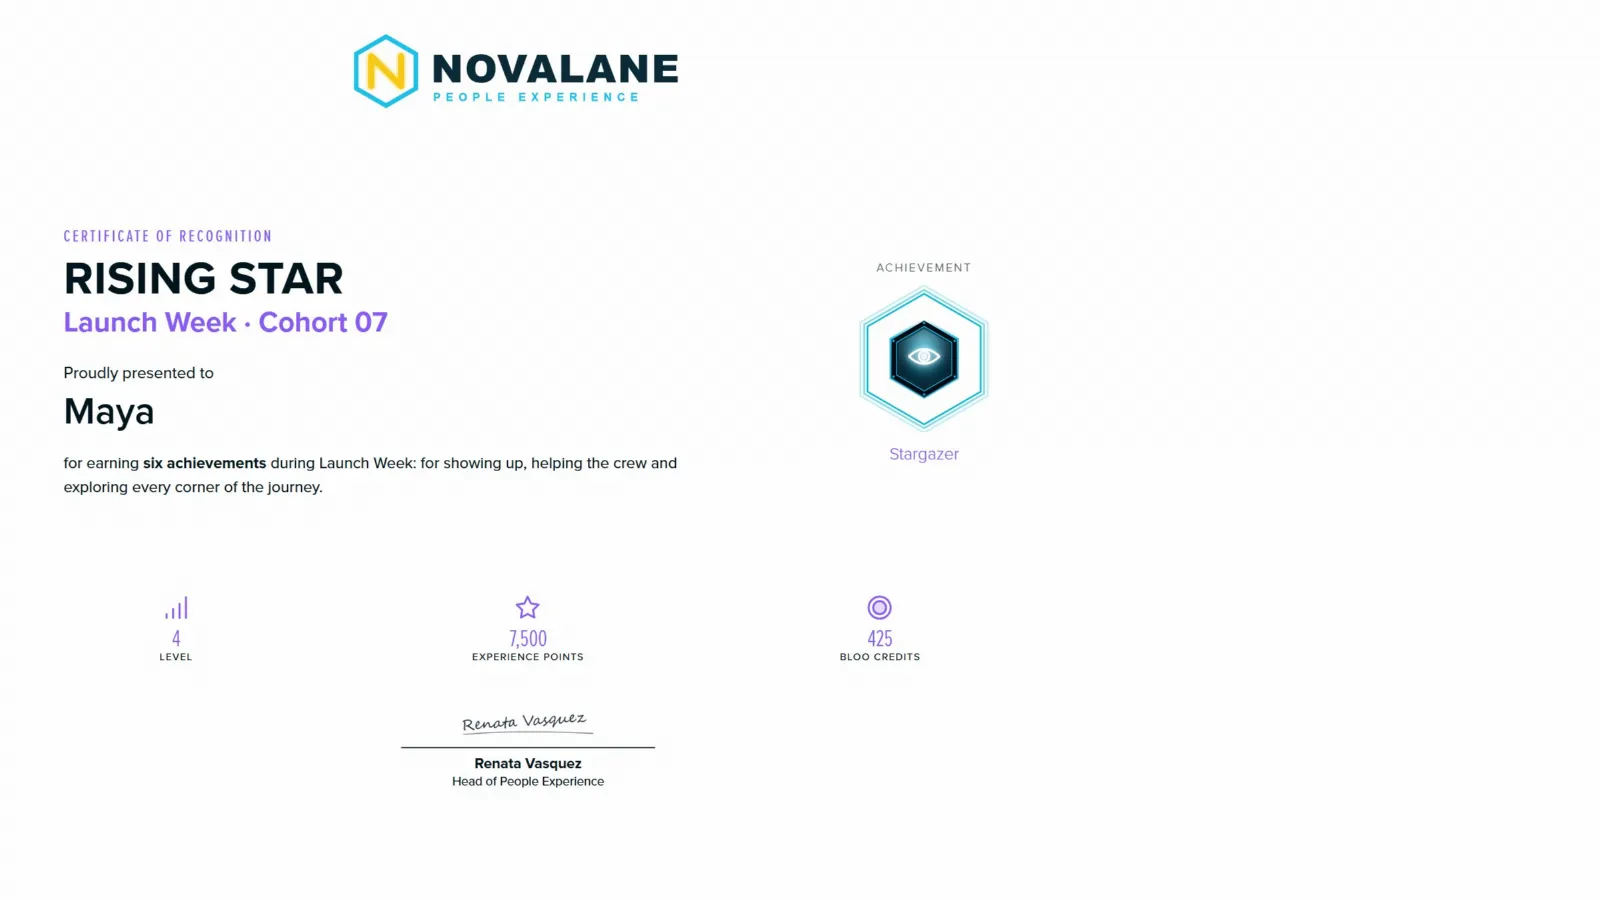 NOVALANE
PEOPLE EXPERIENCE
CERTIFICATE OF RECOGNITION
RISING STAR
Launch Week · Cohort 07
Proudly presented to
Maya
for earning six achievements during Launch Week: for showing up, helping the crew and
exploring every corner of the journey.
ACHIEVEMENT
Stargazer
4
LEVEL
7,500
EXPERIENCE POINTS
425
BLOO CREDITS
Renata Vasquez
Renata Vasquez
Head of People Experience